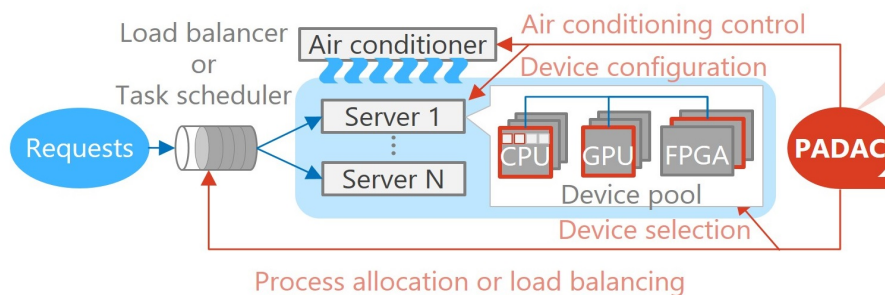 Load balancer
or
Task scheduler
Air conditioner
Air conditioning control
Device configuration
Requests
Server 1
Server N
CPU
GPU
FPGA
Device pool
PADAC
Device selection
Process allocation or load balancing